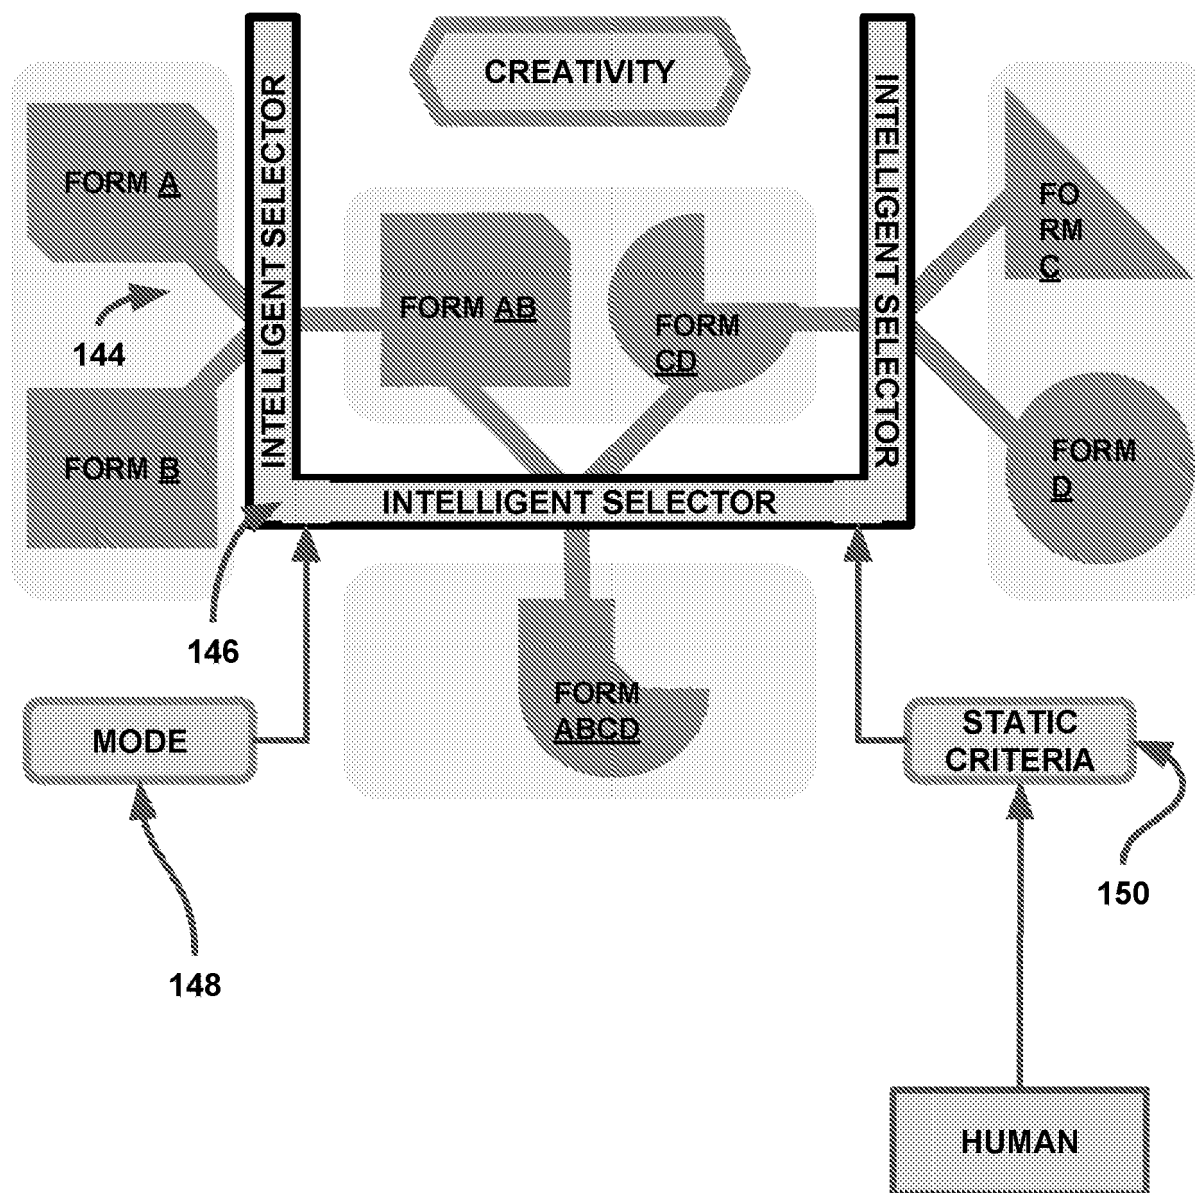 CREATIVITY
INTELLIGENT SELECTOR
INTELLIGENT SELECTOR
FORM A
FO
RM
C
FORM AB
FORM
CD
144
FORM B
FORM
D
INTELLIGENT SELECTOR
146
FORM
ABCD
MODE
STATIC
CRITERIA
150
148
HUMAN